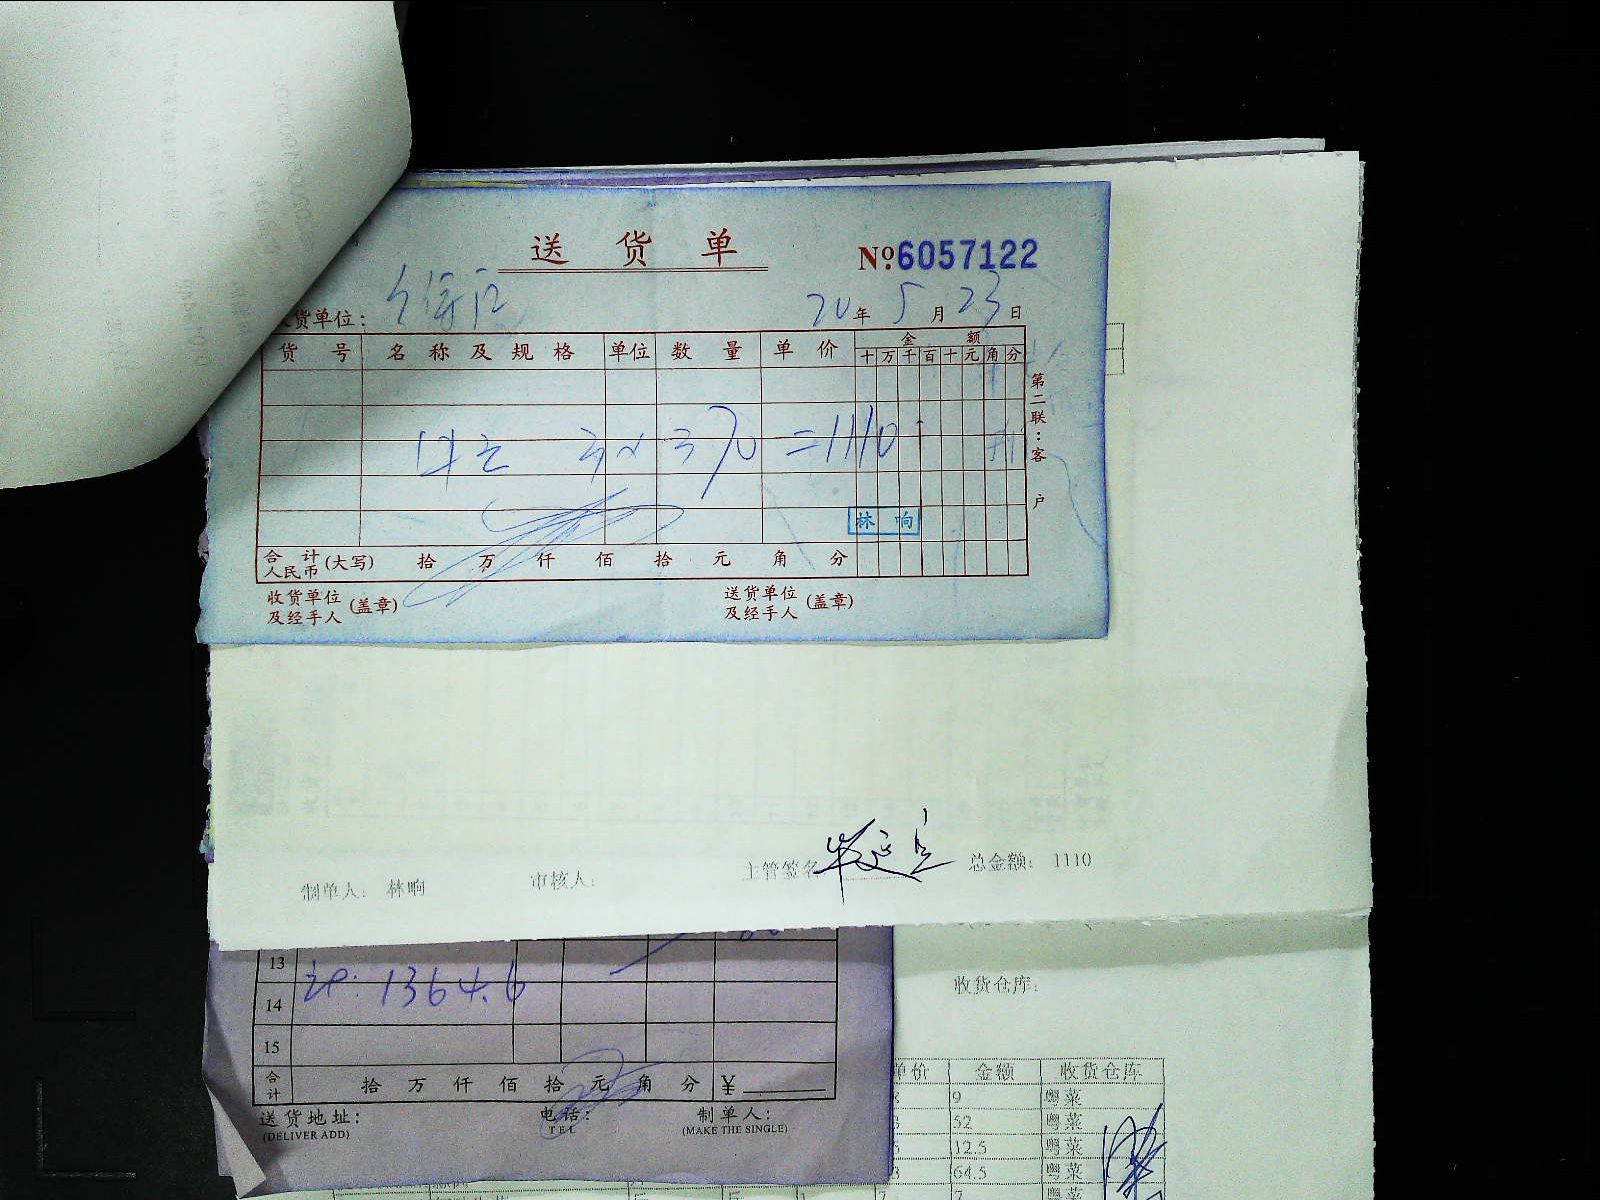 送货单
№6057122
货单位:
20年5月23日
货号 名称及规格 单位 数量 单价 金额
十万千百十元角分
3 x 370 =1110
第二联:客户
林响
合计人民币(大写) 拾 万 仟 佰 拾 元 角 分
收货单位及经手人(盖章) 送货单位及经手人(盖章)
制单人: 林响 审核人: 主管签名 总金额: 1110
13
14 1364.6
15
合计 拾 万 仟 佰 拾 元 角 分 ¥
送货地址: 电话: 制单人:
(DELIVER ADD) TEL (MAKE THE SINGLE)
收货仓库:
单价 金额 收货仓库
9 粤菜
52 粤菜
12.5 粤菜
64.5 粤菜
7 粤菜